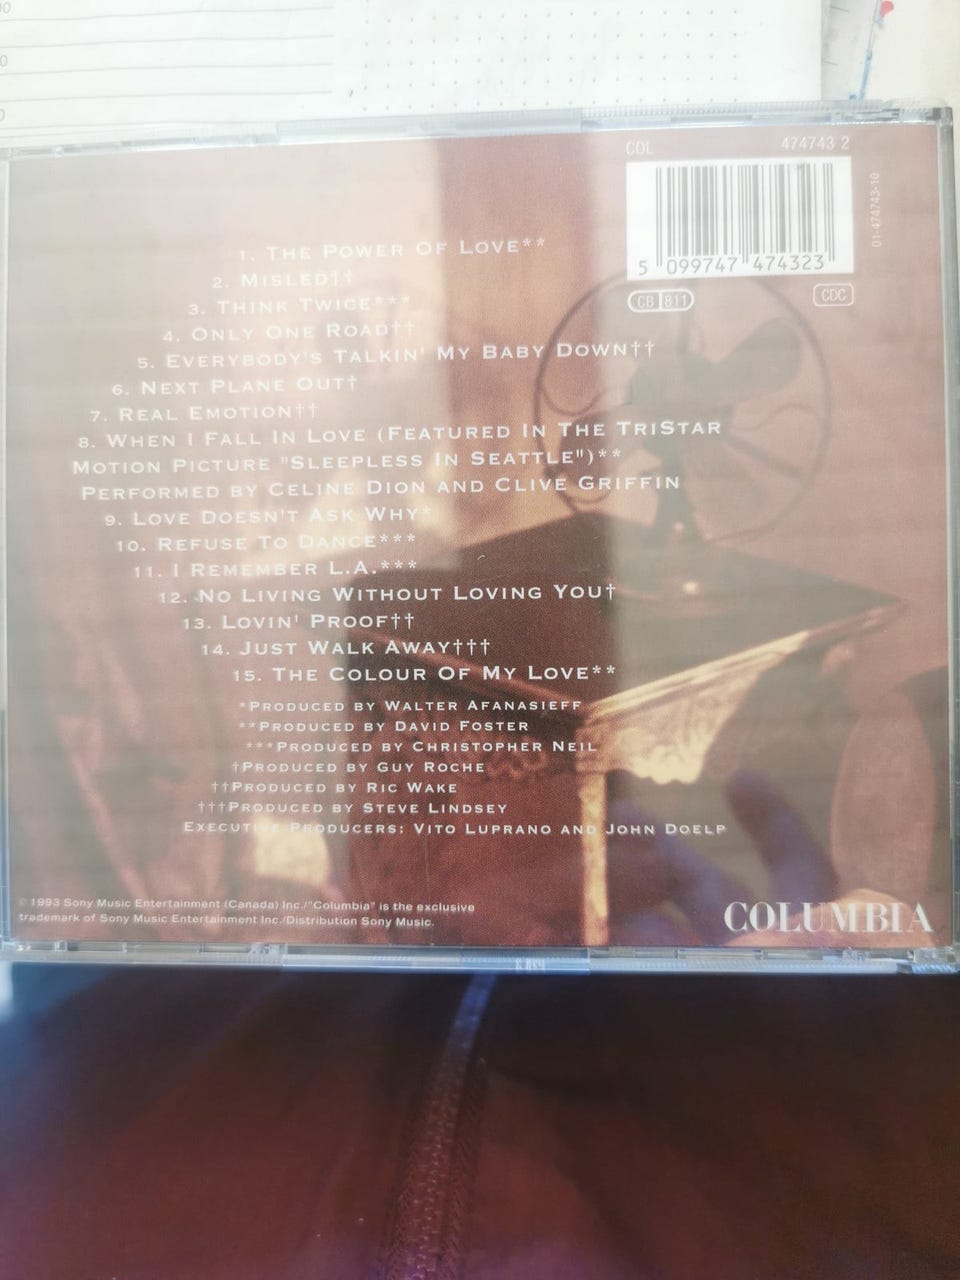 COL 474743 2
01-474743-10
5 099747 474323
CB 811 CDC
1. THE POWER OF LOVE**
2. MISLED††
3. THINK TWICE***
4. ONLY ONE ROAD††
5. EVERYBODY'S TALKIN' MY BABY DOWN††
6. NEXT PLANE OUT†
7. REAL EMOTION††
8. WHEN I FALL IN LOVE (FEATURED IN THE TRISTAR
MOTION PICTURE "SLEEPLESS IN SEATTLE")**
PERFORMED BY CELINE DION AND CLIVE GRIFFIN
9. LOVE DOESN'T ASK WHY*
10. REFUSE TO DANCE***
11. I REMEMBER L.A.***
12. NO LIVING WITHOUT LOVING YOU†
13. LOVIN' PROOF††
14. JUST WALK AWAY†††
15. THE COLOUR OF MY LOVE**
*PRODUCED BY WALTER AFANASIEFF
**PRODUCED BY DAVID FOSTER
***PRODUCED BY CHRISTOPHER NEIL
†PRODUCED BY GUY ROCHE
††PRODUCED BY RIC WAKE
†††PRODUCED BY STEVE LINDSEY
EXECUTIVE PRODUCERS: VITO LUPRANO AND JOHN DOELP
© 1993 Sony Music Entertainment (Canada) Inc./"Columbia" is the exclusive
trademark of Sony Music Entertainment Inc./Distribution Sony Music.
COLUMBIA